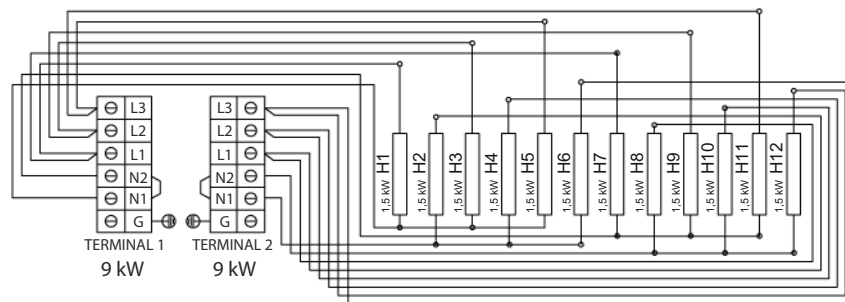 L3
L2
L1
N2
N1
G
TERMINAL 1
9 kW
L3
L2
L1
N2
N1
G
TERMINAL 2
9 kW
1,5 kW H1
1,5 kW H2
1,5 kW H3
1,5 kW H4
1,5 kW H5
1,5 kW H6
1,5 kW H7
1,5 kW H8
1,5 kW H9
1,5 kW H10
1,5 kW H11
1,5 kW H12